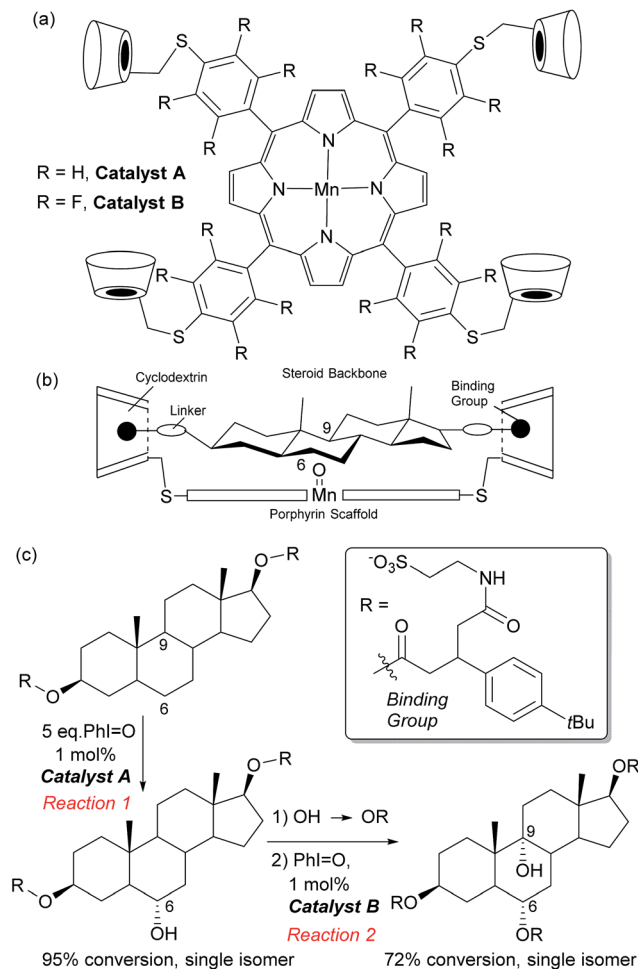 (a)
S
R
R
R
R
S
R
R
R
R
N
N
Mn
N
N
R = H, Catalyst A
R = F, Catalyst B
R
R
R
R
S
R
R
R
R
S
(b)
Cyclodextrin
Steroid Backbone
Binding
Group
Linker
9
6
O
Mn
S
S
Porphyrin Scaffold
(c)
O-R
9
6
R
O
5 eq.PhI=O
1 mol%
Catalyst A
Reaction 1
⁻O₃S
NH
R =
O
O
Binding
Group
tBu
O-R
R
O
6
OH
95% conversion, single isomer
1) OH → OR
2) PhI=O,
1 mol%
Catalyst B
Reaction 2
OR
9
OH
6
RO
OR
72% conversion, single isomer